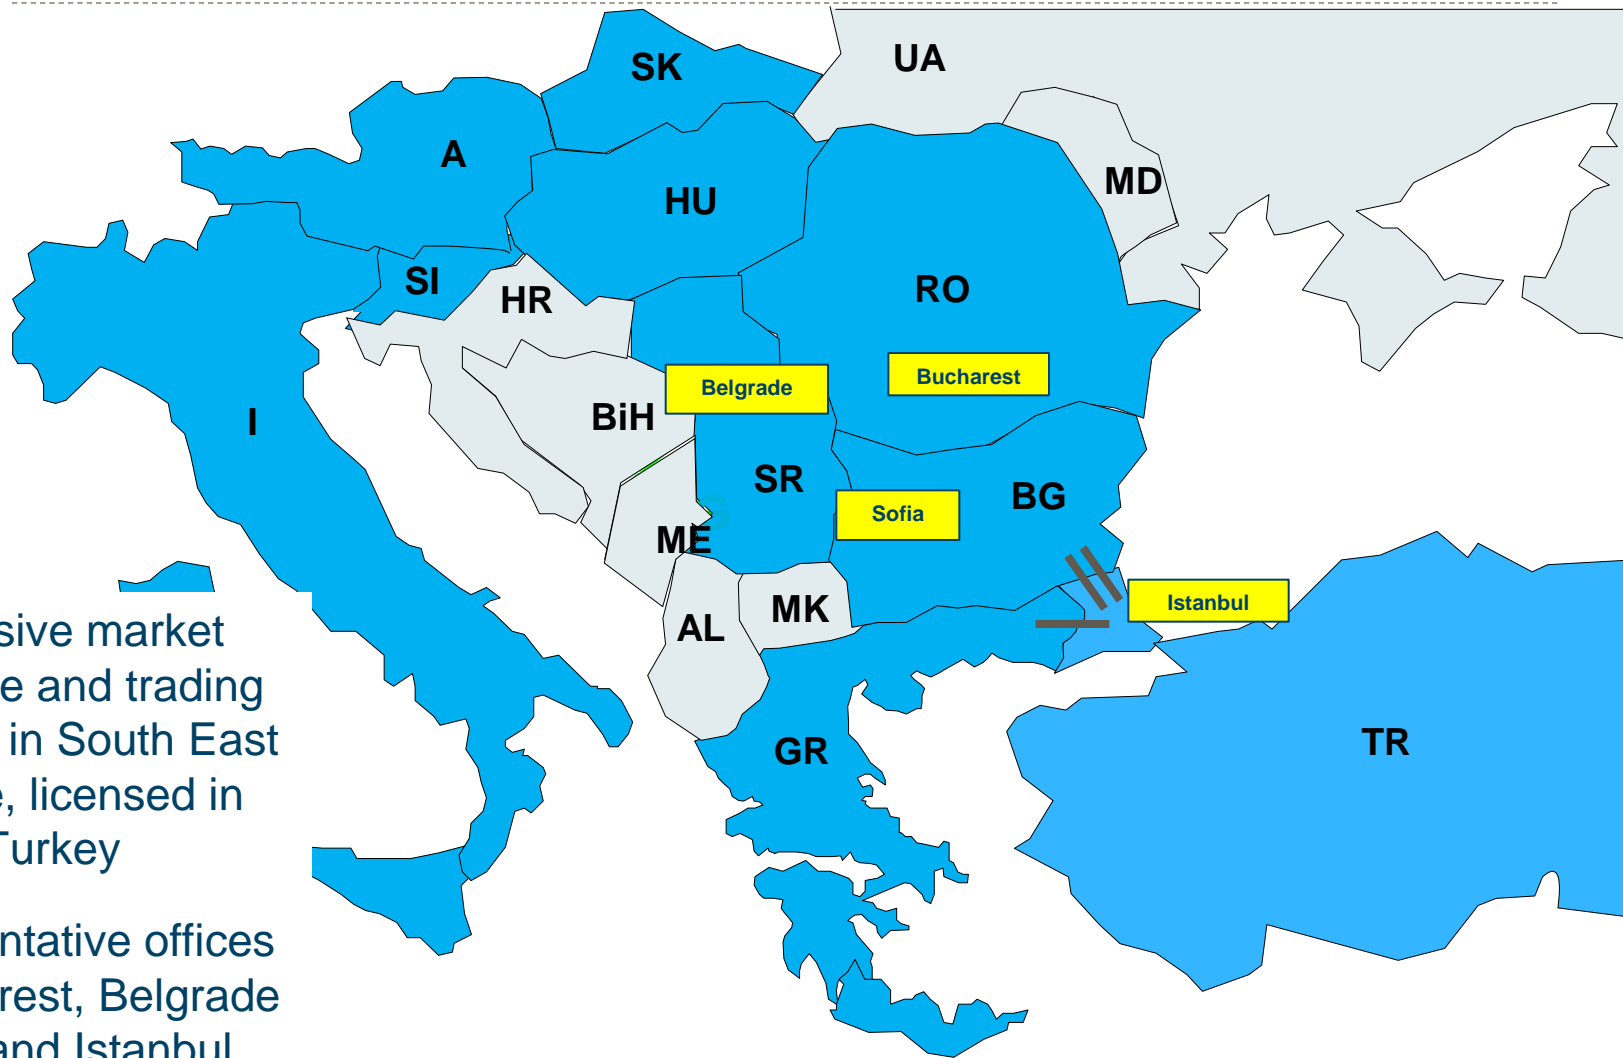 SK
UA
A
MD
HU
SI
HR
RO
Belgrade
Bucharest
BiH
I
SR
BG
G
Sofia
ME
Istanbul
MK
AL
sive market
e and trading
in South East
e, licensed in
Turkey
GR
TR
ntative offices
rest, Belgrade
and Istanbul